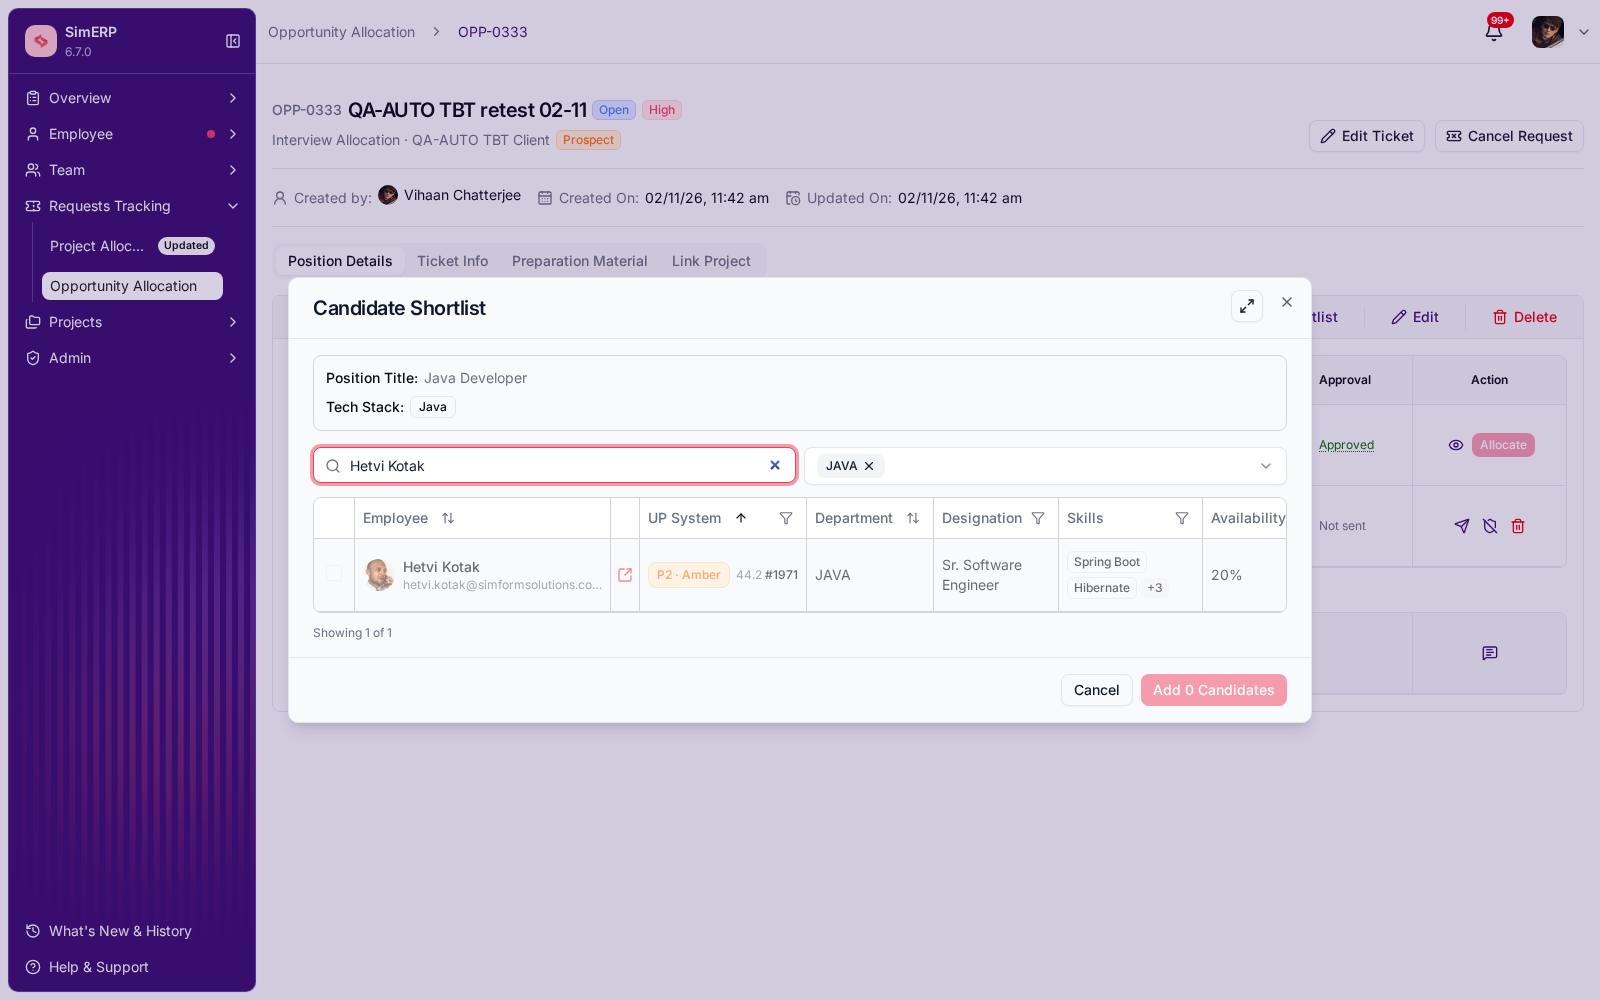 SimERP
6.7.0
Overview
Employee
Team
Requests Tracking
Project Alloc... Updated
Opportunity Allocation
Projects
Admin
What's New & History
Help & Support
Opportunity Allocation OPP-0333
99+
OPP-0333 QA-AUTO TBT retest 02-11 Open High
Interview Allocation · QA-AUTO TBT Client Prospect
Edit Ticket Cancel Request
Created by: Vihaan Chatterjee Created On: 02/11/26, 11:42 am Updated On: 02/11/26, 11:42 am
Position Details Ticket Info Preparation Material Link Project
tlist Edit Delete
Approval Action
Approved Allocate
Not sent
Candidate Shortlist
Position Title: Java Developer
Tech Stack: Java
Hetvi Kotak
JAVA
Employee UP System Department Designation Skills Availability
Hetvi Kotak
hetvi.kotak@simformsolutions.co...
P2 · Amber 44.2 #1971
JAVA
Sr. Software
Engineer
Spring Boot
Hibernate +3
20%
Showing 1 of 1
Cancel Add 0 Candidates